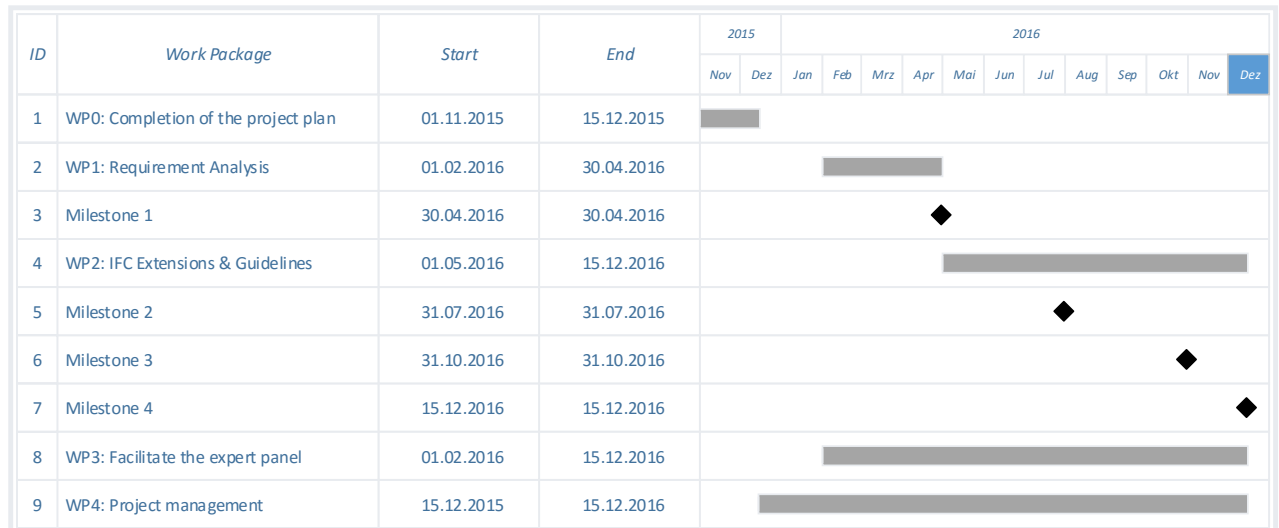 ID Work Package Start End 2015 2016
Nov Dez Jan Feb Mrz Apr Mai Jun Jul Aug Sep Okt Nov Dez
1 WP0: Completion of the project plan 01.11.2015 15.12.2015
2 WP1: Requirement Analysis 01.02.2016 30.04.2016
3 Milestone 1 30.04.2016 30.04.2016
4 WP2: IFC Extensions & Guidelines 01.05.2016 15.12.2016
5 Milestone 2 31.07.2016 31.07.2016
6 Milestone 3 31.10.2016 31.10.2016
7 Milestone 4 15.12.2016 15.12.2016
8 WP3: Facilitate the expert panel 01.02.2016 15.12.2016
9 WP4: Project management 15.12.2015 15.12.2016